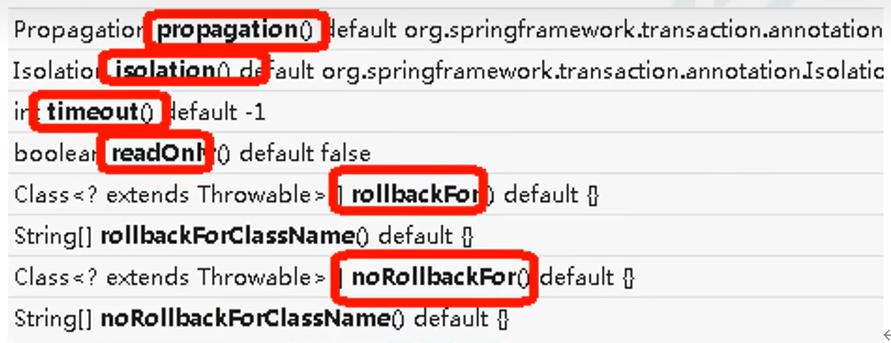 Propagation propagation() default org.springframework.transaction.annotation
Isolation isolation() default org.springframework.transaction.annotation.Isolatio
int timeout() default -1
boolean readOnly() default false
Class<? extends Throwable>[] rollbackFor() default {}
String[] rollbackForClassName() default {}
Class<? extends Throwable>[] noRollbackFor() default {}
String[] noRollbackForClassName() default {}